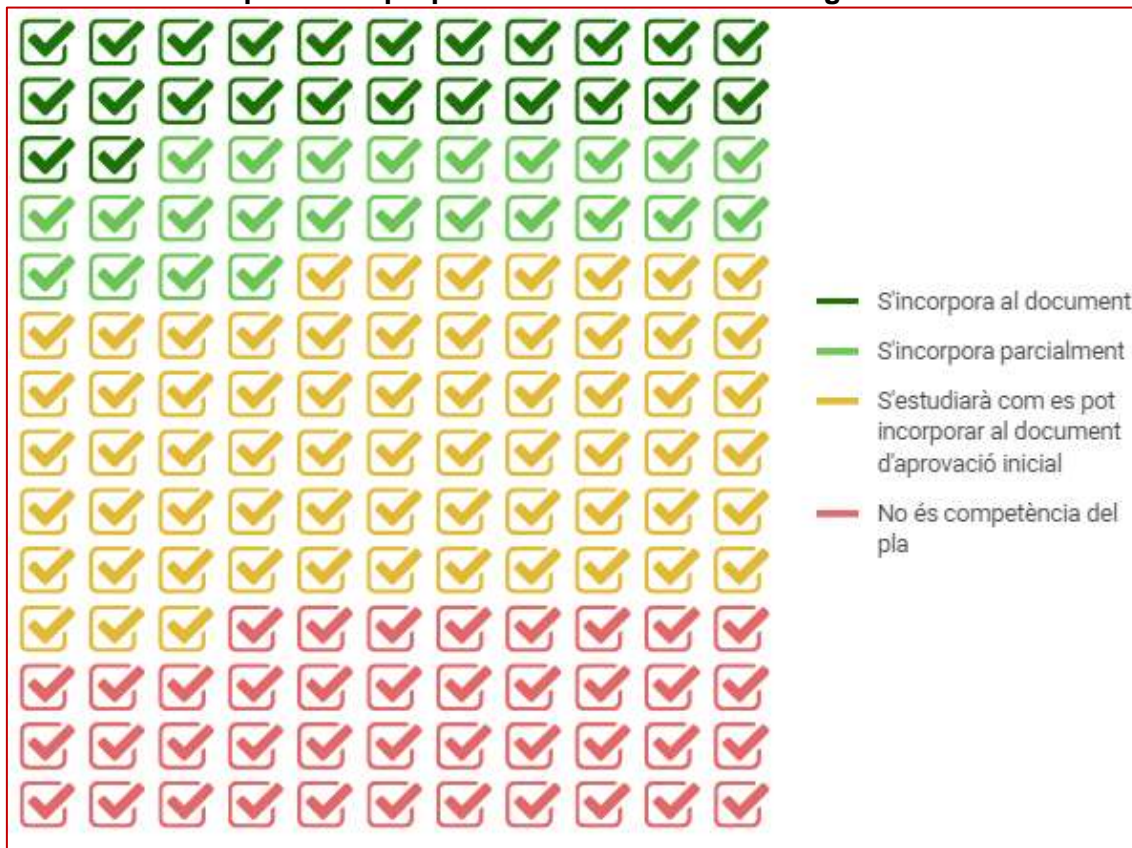 S'incorpora al document
S'incorpora parcialment
S'estudiarà com es pot
incorporar al document
d'aprovació inicial
No és competència del
pla